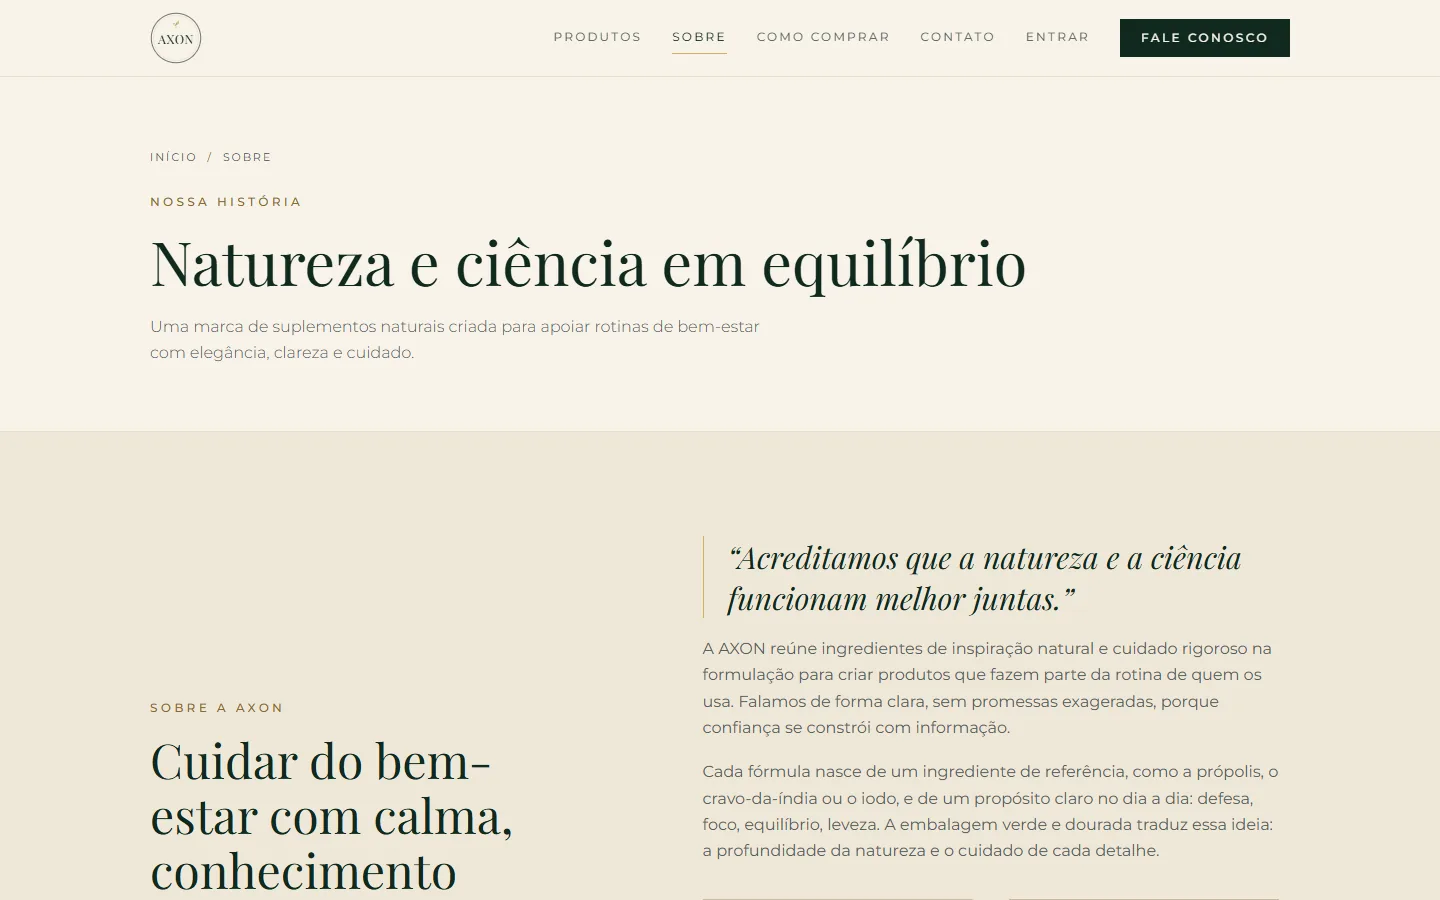 AXON
PRODUTOS
SOBRE
COMO COMPRAR
CONTATO
ENTRAR
FALE CONOSCO
INÍCIO / SOBRE
NOSSA HISTÓRIA
Natureza e ciência em equilíbrio
Uma marca de suplementos naturais criada para apoiar rotinas de bem-estar
com elegância, clareza e cuidado.
SOBRE A AXON
Cuidar do bem-
estar com calma,
conhecimento
“Acreditamos que a natureza e a ciência
funcionam melhor juntas.”
A AXON reúne ingredientes de inspiração natural e cuidado rigoroso na
formulação para criar produtos que fazem parte da rotina de quem os
usa. Falamos de forma clara, sem promessas exageradas, porque
confiança se constrói com informação.
Cada fórmula nasce de um ingrediente de referência, como a própolis, o
cravo-da-índia ou o iodo, e de um propósito claro no dia a dia: defesa,
foco, equilíbrio, leveza. A embalagem verde e dourada traduz essa ideia:
a profundidade da natureza e o cuidado de cada detalhe.